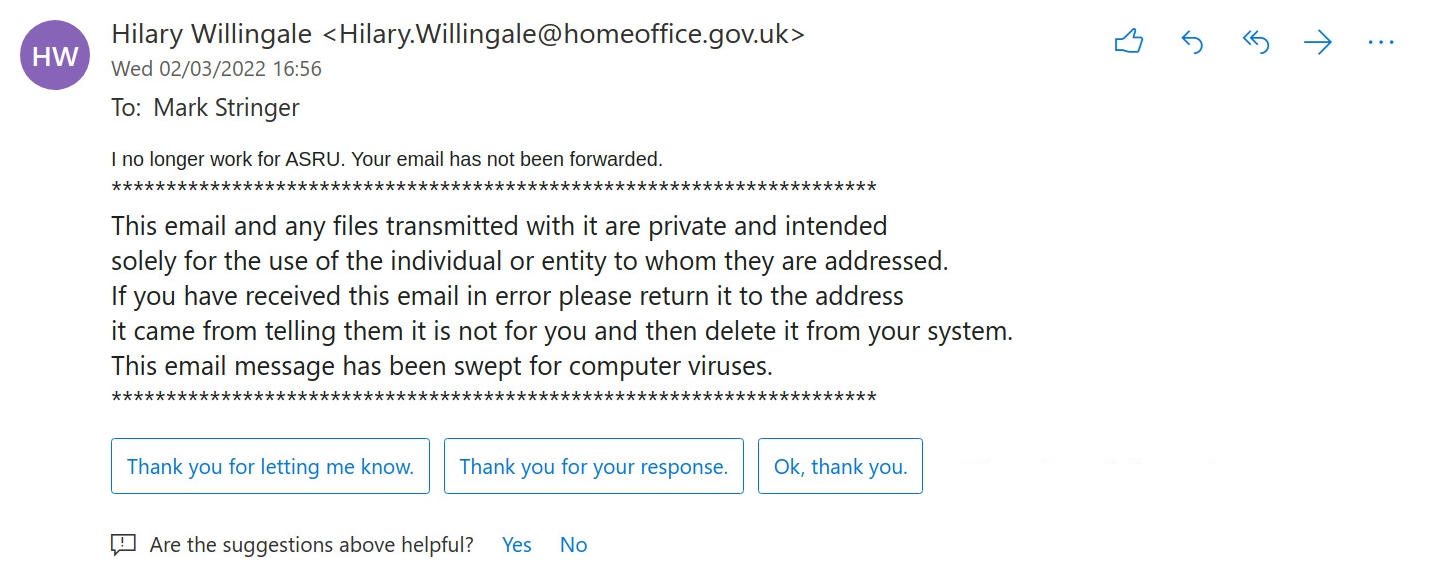 HW
Hilary Willingale <Hilary.Willingale@homeoffice.gov.uk>
Wed 02/03/2022 16:56
To: Mark Stringer
I no longer work for ASRU. Your email has not been forwarded.
**********************************************************************
This email and any files transmitted with it are private and intended
solely for the use of the individual or entity to whom they are addressed.
If you have received this email in error please return it to the address
it came from telling them it is not for you and then delete it from your system.
This email message has been swept for computer viruses.
**********************************************************************
Thank you for letting me know. Thank you for your response. Ok, thank you.
Are the suggestions above helpful? Yes No